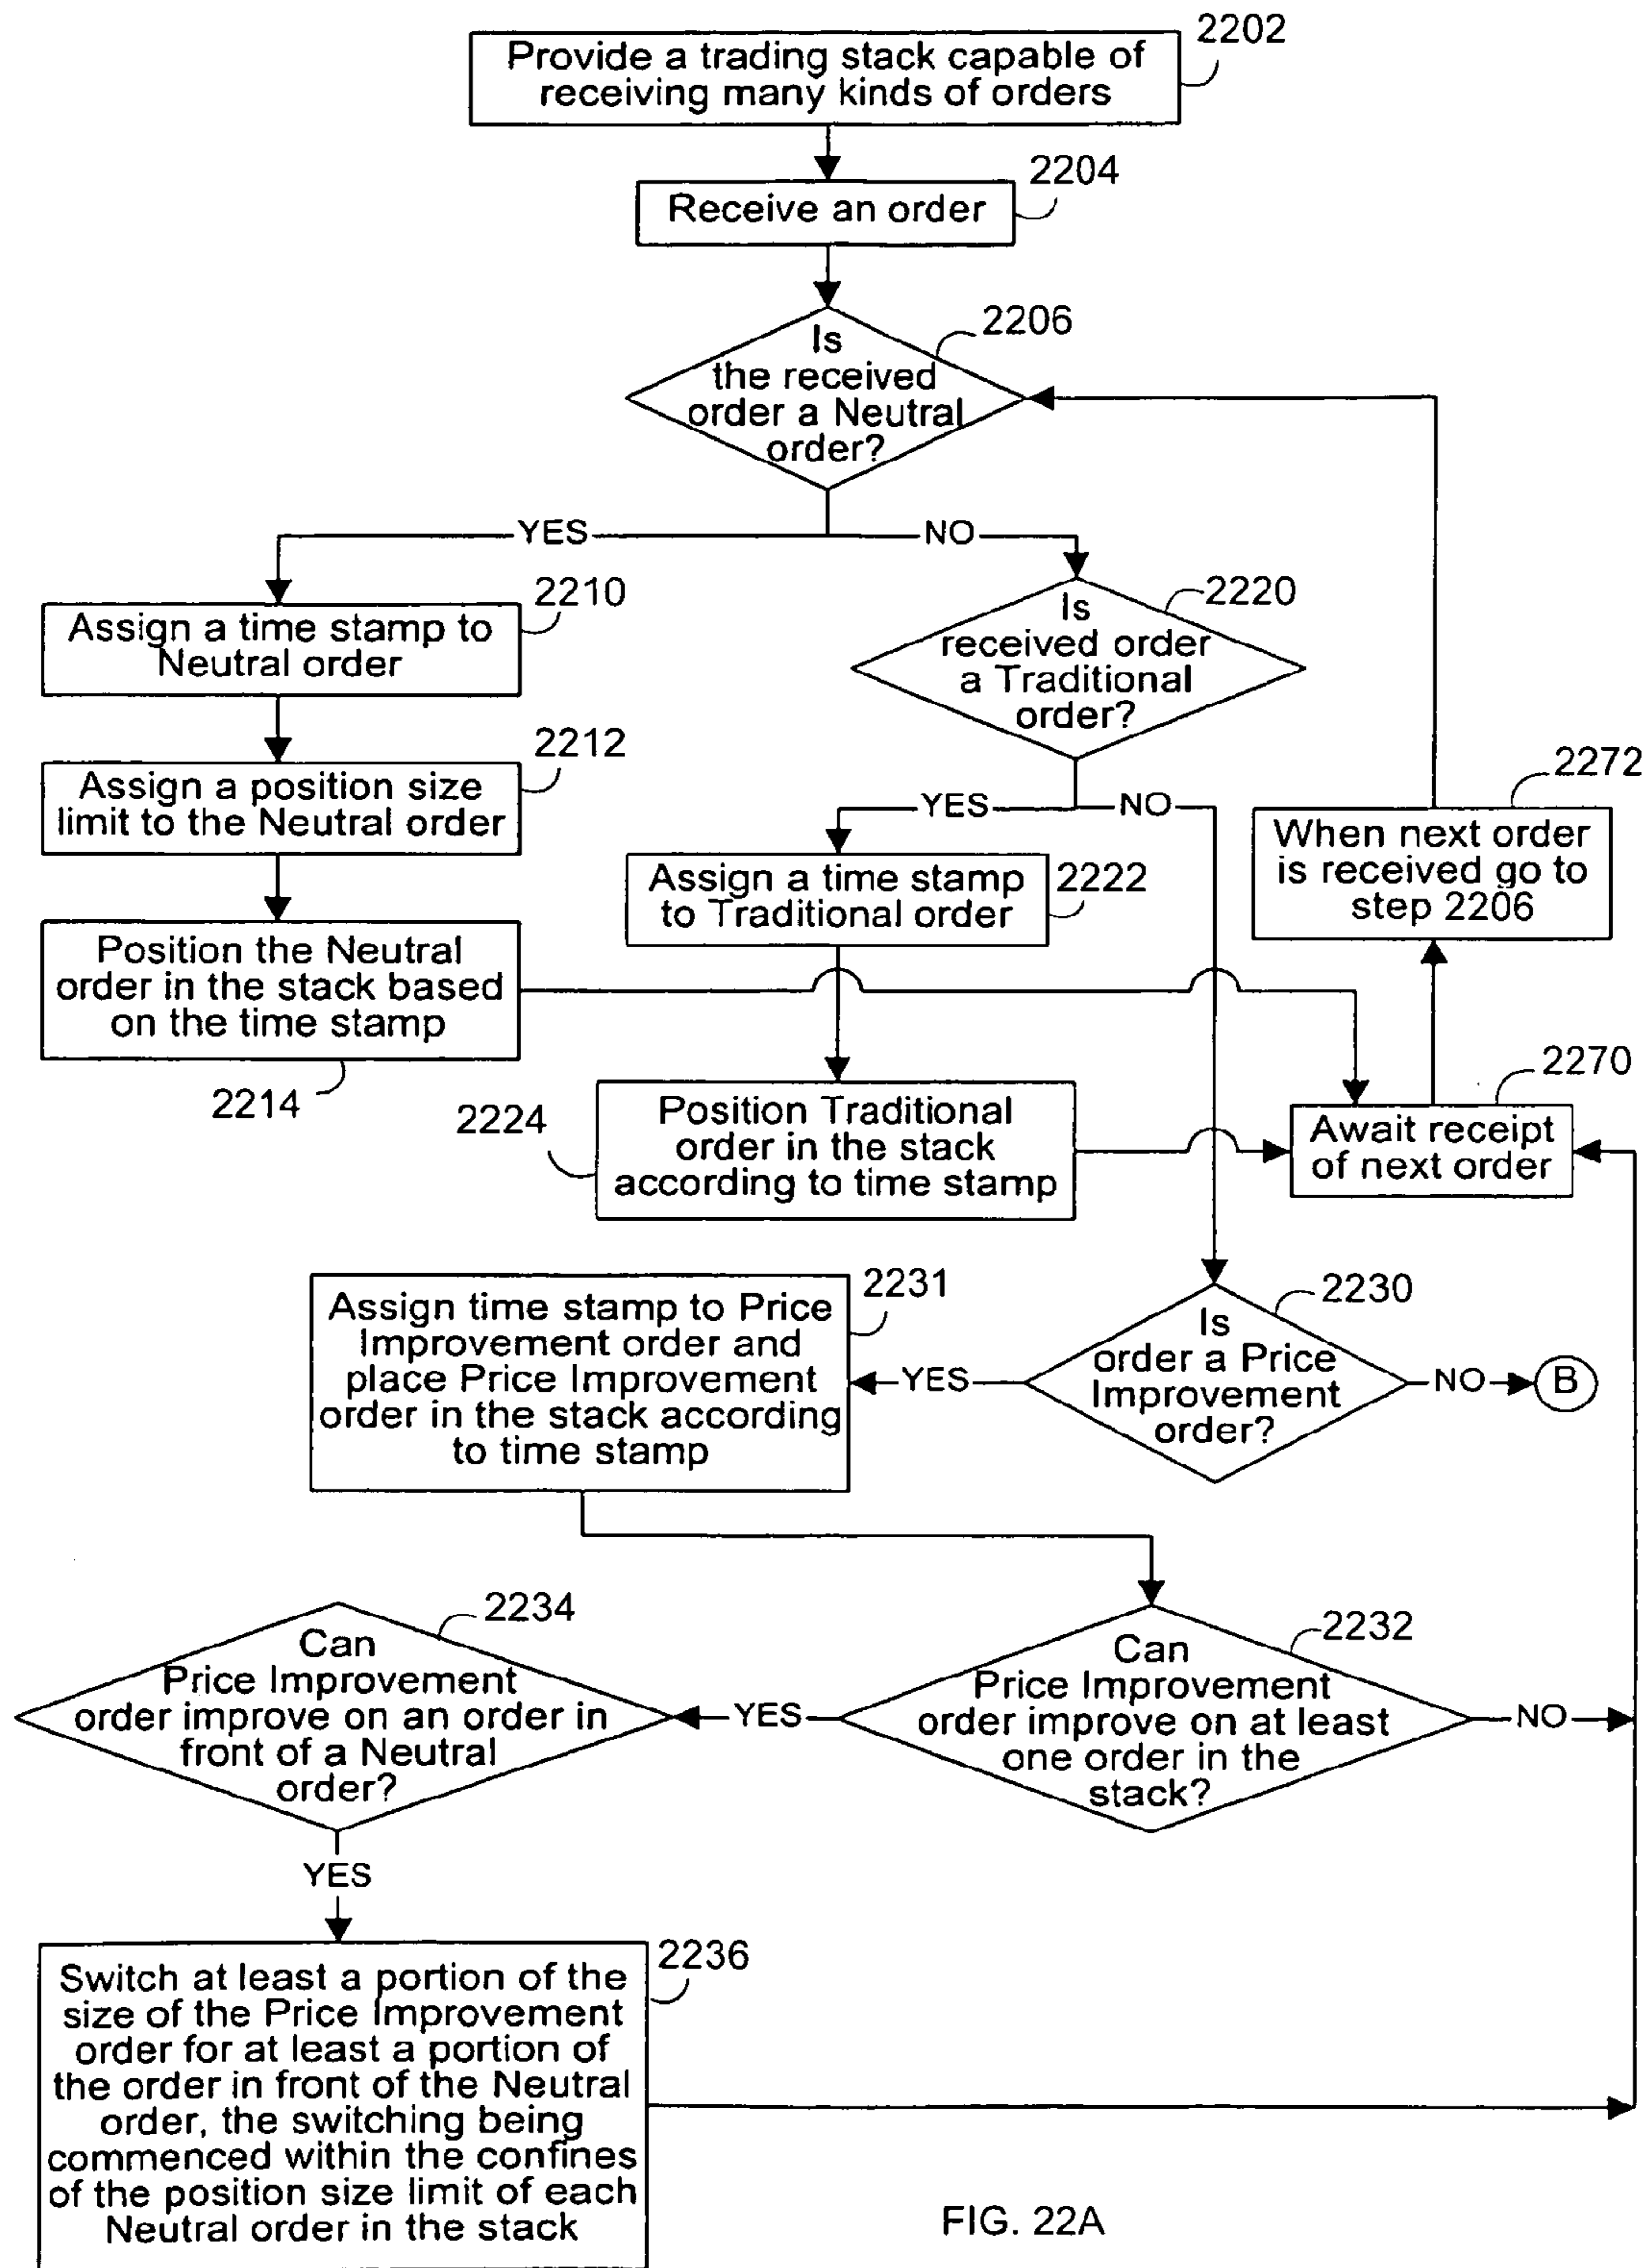 2202
Provide a trading stack capable of
receiving many kinds of orders
2204
Receive an order
2206
Is
the received
order a Neutral
order?
YES
NO
2210
Assign a time stamp to
Neutral order
2220
Is
received order
a Traditional
order?
2212
Assign a position size
limit to the Neutral order
YES
NO
2272
When next order
is received go to
step 2206
Assign a time stamp
to Traditional order
2222
Position the Neutral
order in the stack based
on the time stamp
2214
2224
Position Traditional
order in the stack
according to time stamp
2270
Await receipt
of next order
2231
Assign time stamp to Price
Improvement order and
place Price Improvement
order in the stack according
to time stamp
YES
2230
Is
order a Price
Improvement
order?
NO
B
2234
Can
Price Improvement
order improve on an order in
front of a Neutral
order?
YES
2232
Can
Price Improvement
order improve on at least
one order in the
stack?
NO
YES
2236
Switch at least a portion of the
size of the Price Improvement
order for at least a portion of
the order in front of the Neutral
order, the switching being
commenced within the confines
of the position size limit of each
Neutral order in the stack
FIG. 22A